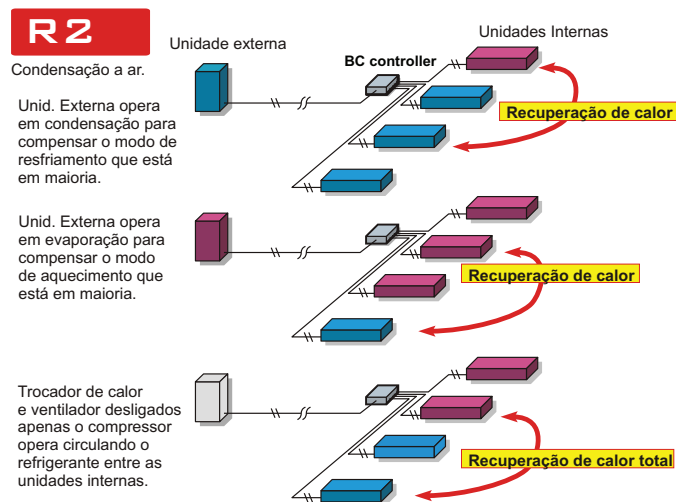 R2
Unidade externa
Unidades Internas
BC controller
Condensação a ar.
Unid. Externa opera
em condensação para
compensar o modo de
resfriamento que está
em maioria.
Recuperação de calor
Unid. Externa opera
em evaporação para
compensar o modo
de aquecimento que
está em maioria.
Recuperação de calor
Trocador de calor
e ventilador desligados
apenas o compressor
opera circulando o
refrigerante entre as
unidades internas.
Recuperação de calor total